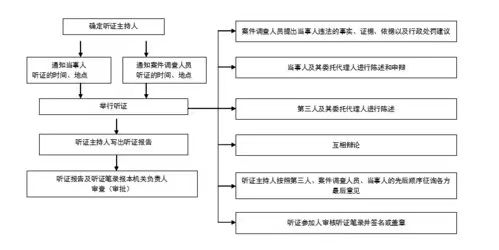 确定听证主持人
通知当事人
听证的时间、地点
通知案件调查人员
听证的时间、地点
举行听证
听证主持人写出听证报告
听证报告及听证笔录报本机关负责人
审查（审批）
案件调查人员提出当事人违法的事实、证据、依据以及行政处罚建议
当事人及其委托代理人进行陈述和申辩
第三人及其委托代理人进行陈述
互相辩论
听证主持人按照第三人、案件调查人员、当事人的先后顺序征询各方
最后意见
听证参加人审核听证笔录并签名或盖章